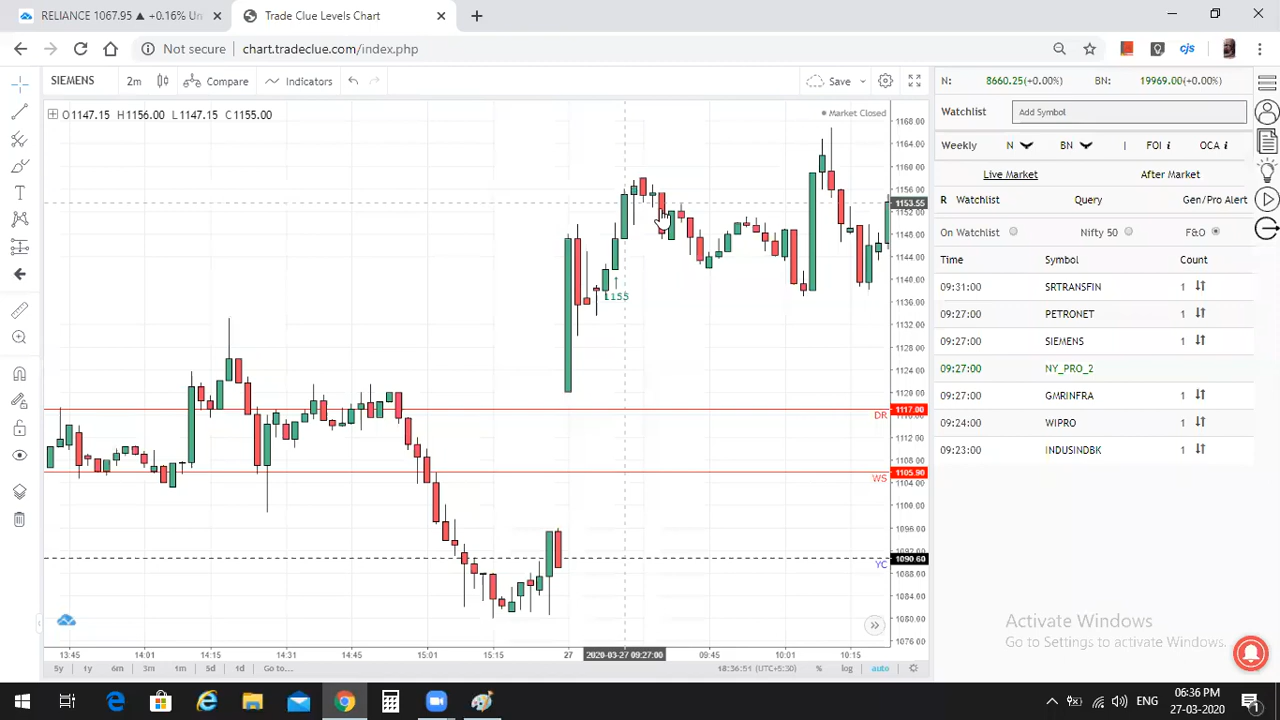 RELIANCE 1067.95 ▲ +0.16% Un
Trade Clue Levels Chart
Not secure
chart.tradeclue.com/index.php
cjs
SIEMENS
2m
Compare
Indicators
Save
N: 8660.25(+0.00%) BN: 19969.00(+0.00%)
O1147.15 H1156.00 L1147.15 C1155.00
Market Closed
Watchlist
Add Symbol
Weekly N BN | FOI i OCA i
Live Market
After Market
R Watchlist
Query
Gen/Pro Alert
On Watchlist
Nifty 50
F&O
Time Symbol Count
09:31:00 SRTRANSFIN 1
09:27:00 PETRONET 1
09:27:00 SIEMENS 1
09:27:00 NY_PRO_2
09:27:00 GMRINFRA 1
09:24:00 WIPRO 1
09:23:00 INDUSINDBK 1
1168.00
1164.00
1160.00
1156.00
1153.55
1152.00
1148.00
1144.00
1140.00
1136.00
1132.00
1128.00
1124.00
1120.00
1117.00
1112.00
1108.00
1105.90
1104.00
1100.00
1096.00
1090.60
1088.00
1084.00
1080.00
1076.00
1155
DR
WS
YC
Activate Windows
Go to Settings to activate Windows.
13:45 14:01 14:15 14:31 14:45 15:01 15:15 27 2020-03-27 09:27:00 09:45 10:01 10:15
5y 1y 6m 3m 1m 5d 1d Go to...
18:36:51 (UTC+5:30) % log auto
ENG
06:36 PM
27-03-2020
1